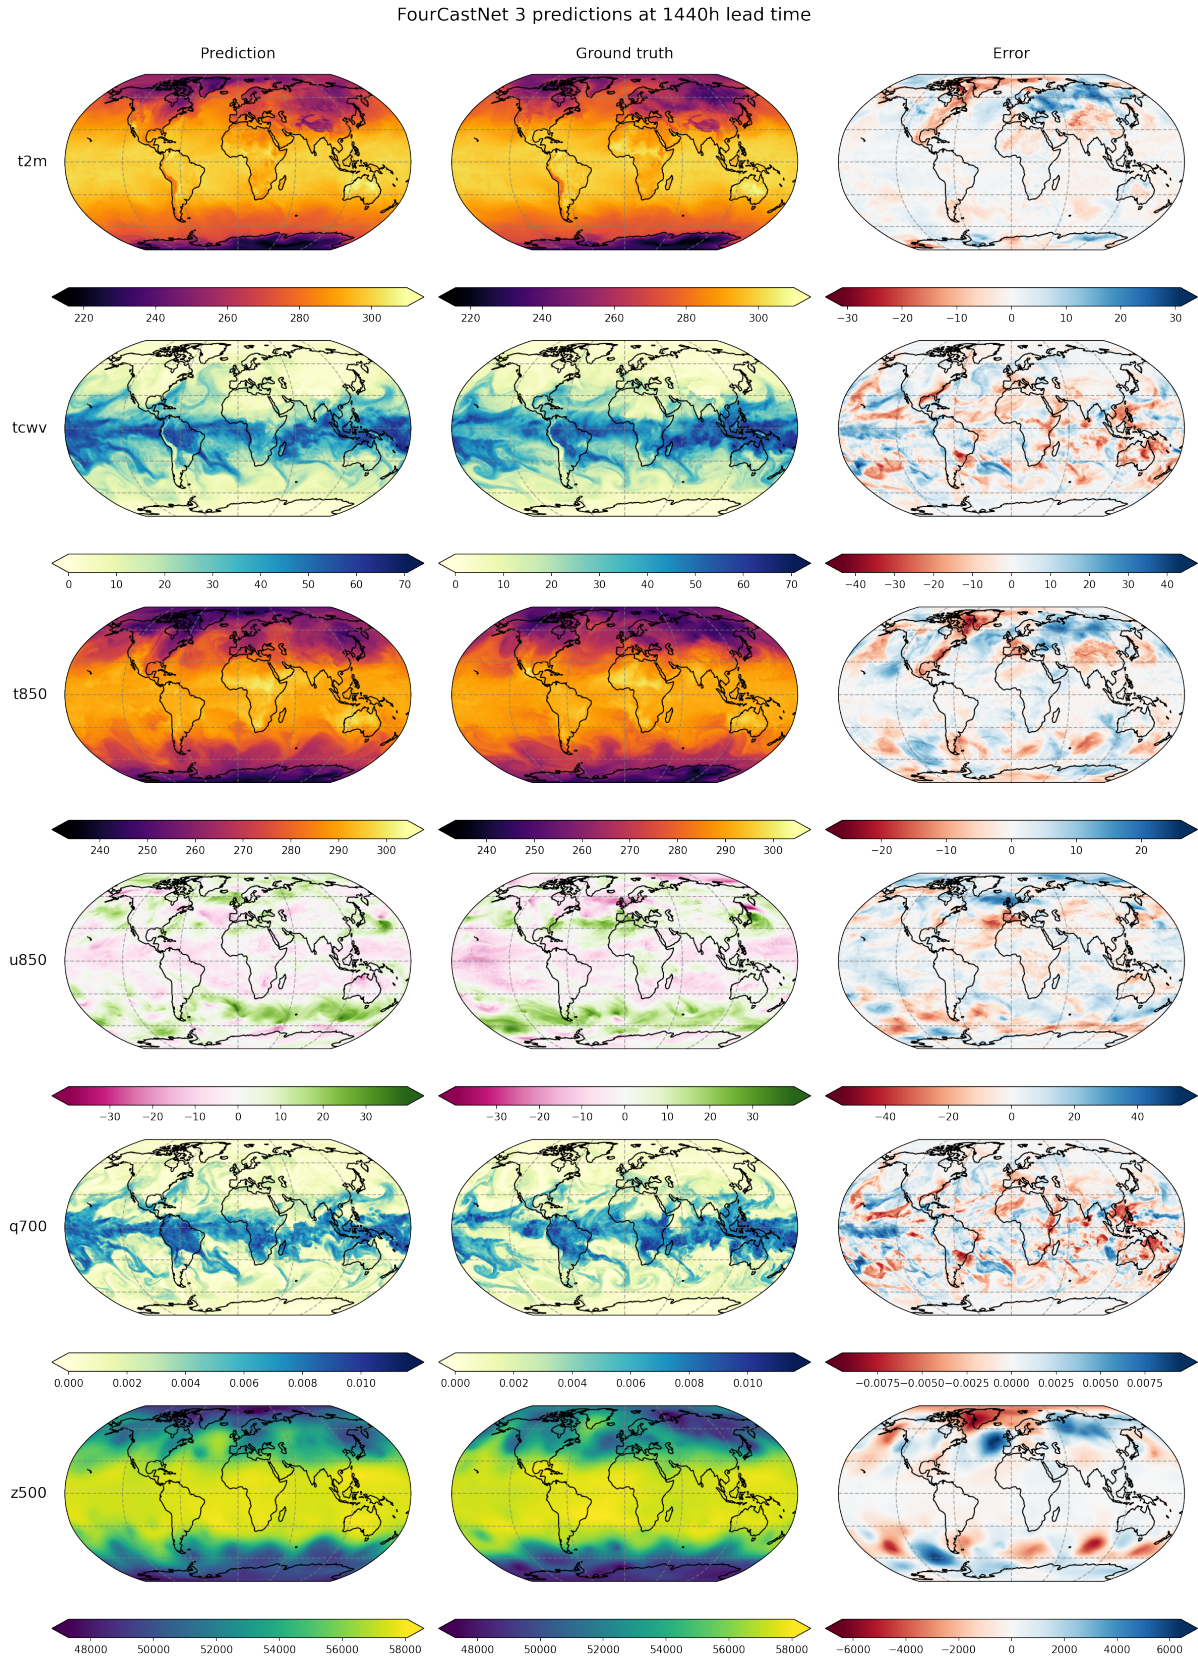 FourCastNet 3 predictions at 1440h lead time
Prediction Ground truth Error
t2m
220 240 260 280 300 220 240 260 280 300 −30 −20 −10 0 10 20 30
tcwv
0 10 20 30 40 50 60 70 0 10 20 30 40 50 60 70 −40 −30 −20 −10 0 10 20 30 40
t850
240 250 260 270 280 290 300 240 250 260 270 280 290 300 −20 −10 0 10 20
u850
−30 −20 −10 0 10 20 30 −30 −20 −10 0 10 20 30 −40 −20 0 20 40
q700
0.000 0.002 0.004 0.006 0.008 0.010 0.000 0.002 0.004 0.006 0.008 0.010 −0.0075 −0.0050 −0.0025 0.0000 0.0025 0.0050 0.0075
z500
48000 50000 52000 54000 56000 58000 48000 50000 52000 54000 56000 58000 −6000 −4000 −2000 0 2000 4000 6000